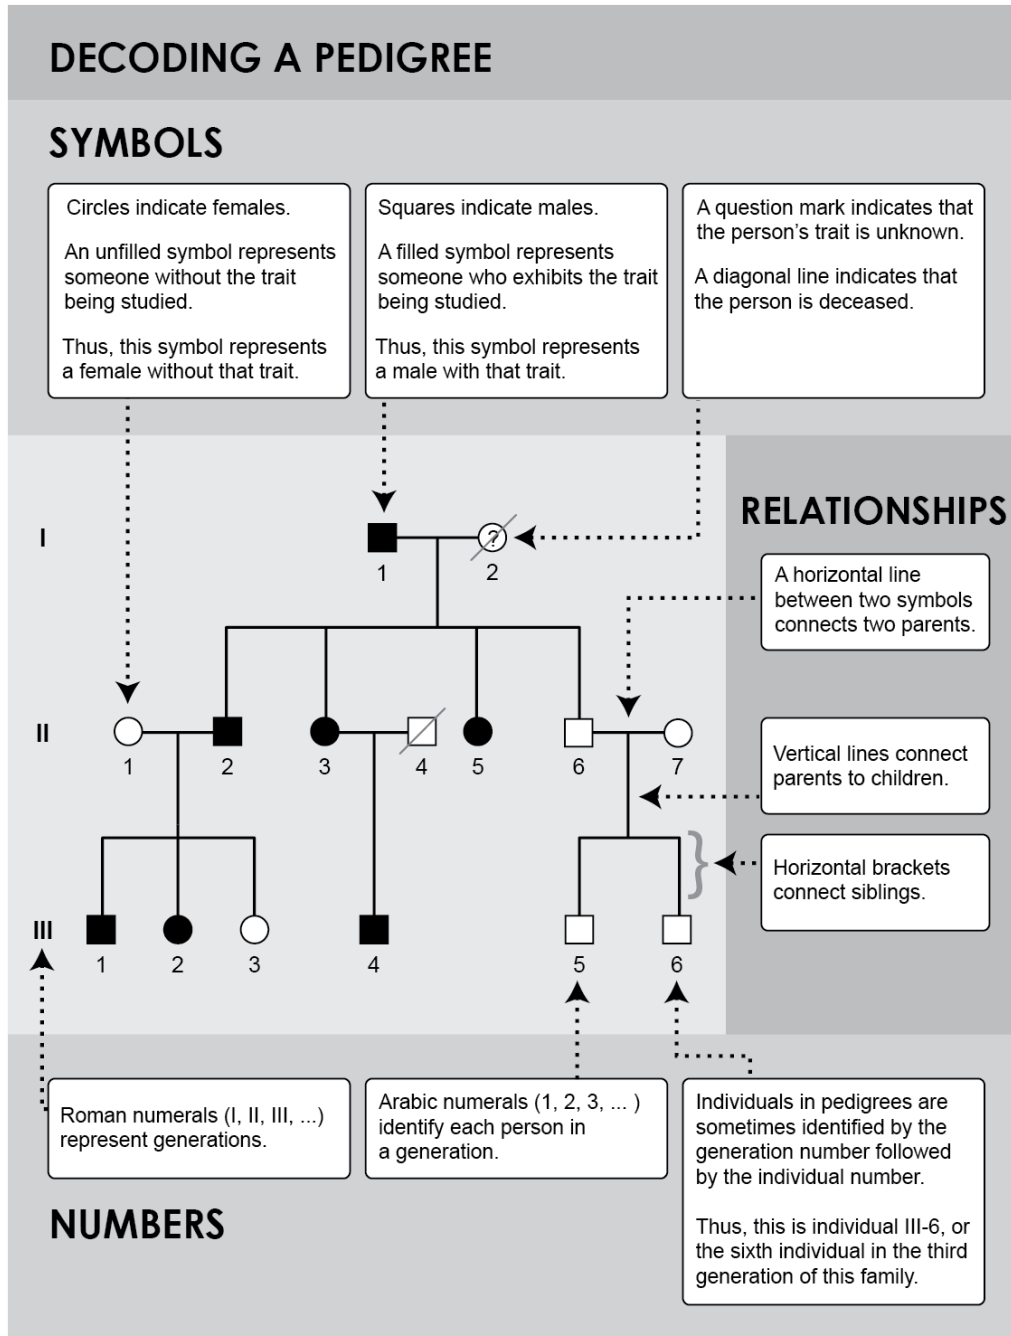 DECODING A PEDIGREE
SYMBOLS
Circles indicate females.
An unfilled symbol represents
someone without the trait
being studied.
Thus, this symbol represents
a female without that trait.
Squares indicate males.
A filled symbol represents
someone who exhibits the trait
being studied.
Thus, this symbol represents
a male with that trait.
A question mark indicates that
the person's trait is unknown.
A diagonal line indicates that
the person is deceased.
I
?
1 2
RELATIONSHIPS
A horizontal line
between two symbols
connects two parents.
II
1 2 3 4 5 6 7
Vertical lines connect
parents to children.
Horizontal brackets
connect siblings.
III
1 2 3 4 5 6
Roman numerals (I, II, III, ...)
represent generations.
Arabic numerals (1, 2, 3, ... )
identify each person in
a generation.
Individuals in pedigrees are
sometimes identified by the
generation number followed
by the individual number.
Thus, this is individual III-6, or
the sixth individual in the third
generation of this family.
NUMBERS